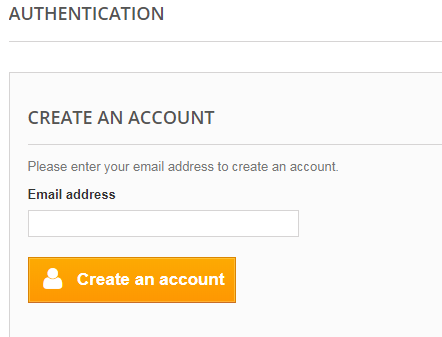 AUTHENTICATION
CREATE AN ACCOUNT
Please enter your email address to create an account.
Email address
Create an account